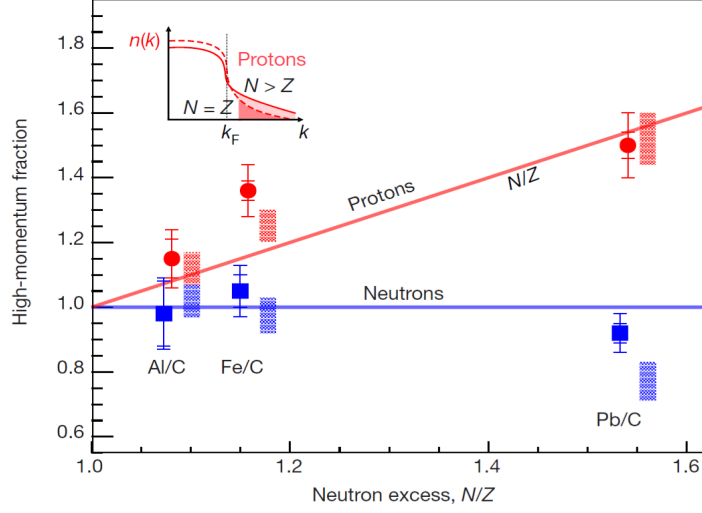 1.8
1.6
1.4
1.2
1.0
0.8
0.6
High-momentum fraction
n(k)
Protons
N > Z
N = Z
kF
k
Protons
N/Z
Neutrons
Al/C
Fe/C
Pb/C
1.0 1.2 1.4 1.6
Neutron excess, N/Z